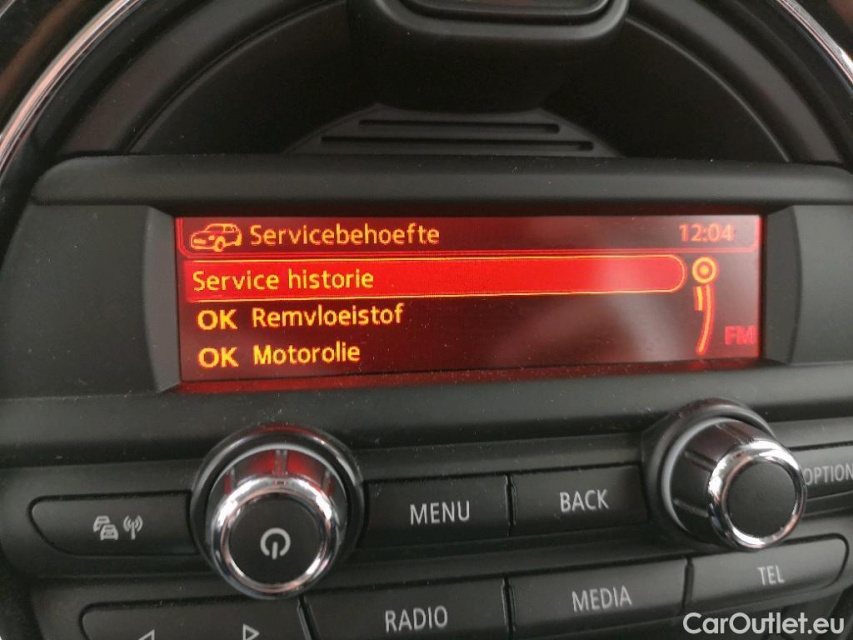 Servicebehoefte 12:04
Service historie
OK Remvloeistof
OK Motorolie
FM
MENU
BACK
OPTION
RADIO
MEDIA
TEL
CarOutlet.eu